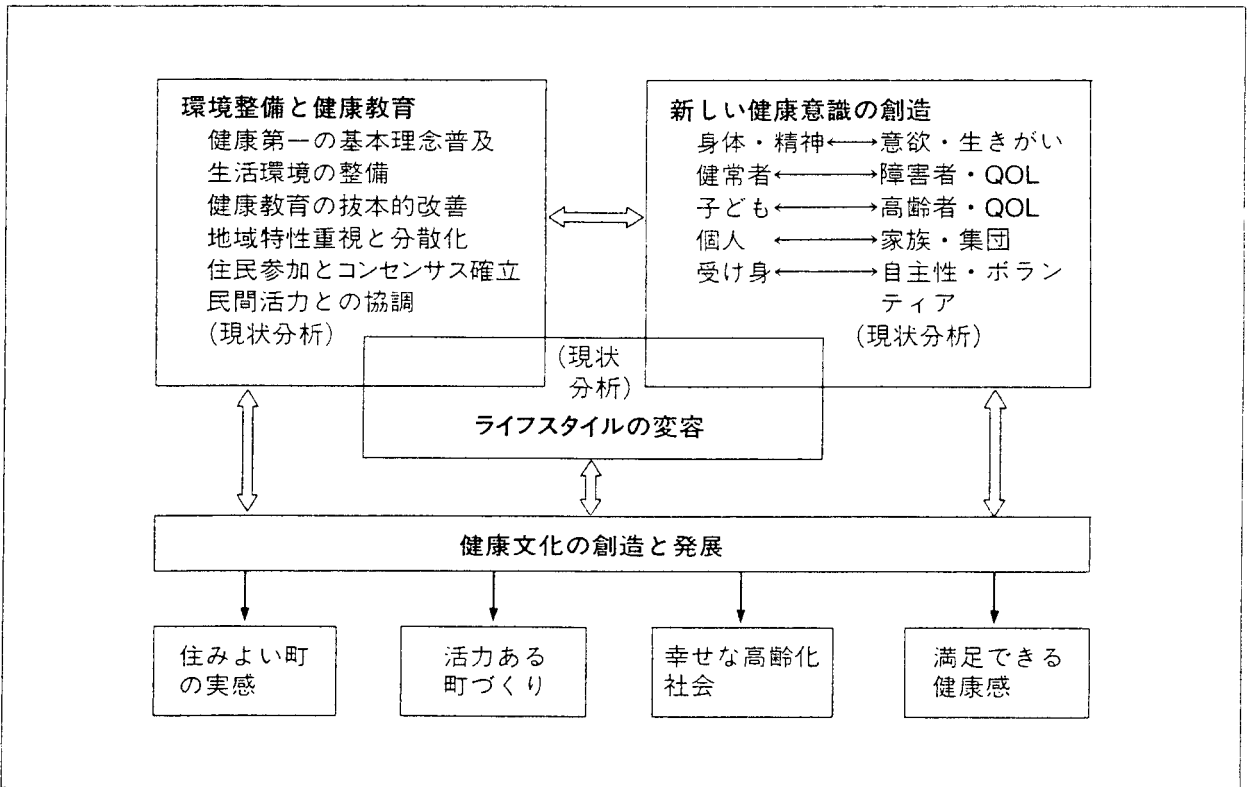 環境整備と健康教育
健康第一の基本理念普及
生活環境の整備
健康教育の抜本的改善
地域特性重視と分散化
住民参加とコンセンサス確立
民間活力との協調
(現状分析)
新しい健康意識の創造
身体・精神←→意欲・生きがい
健常者←→障害者・QOL
子ども←→高齢者・QOL
個人 ←→家族・集団
受け身←→自主性・ボラン
ティア
(現状分析)
(現状
分析)
ライフスタイルの変容
健康文化の創造と発展
住みよい町
の実感
活力ある
町づくり
幸せな高齢化
社会
満足できる
健康感